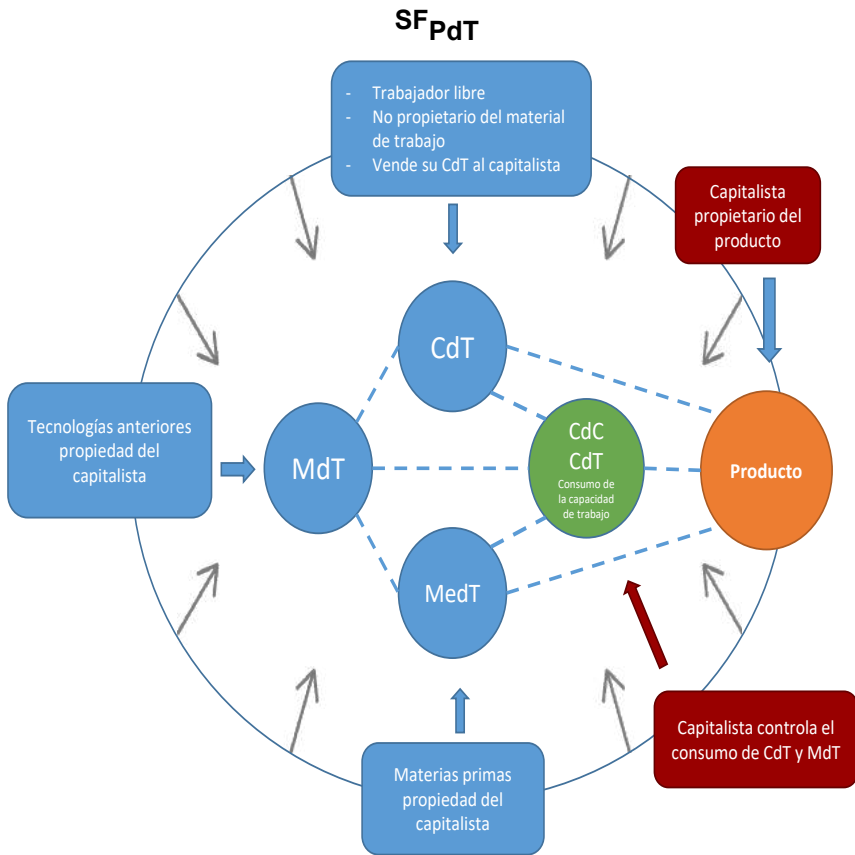 SF PdT
- Trabajador libre
- No propietario del material
de trabajo
- Vende su CdT al capitalista
Capitalista
propietario del
producto
CdT
Tecnologías anteriores
propiedad del
capitalista
MdT
CdC
CdT
Consumo de
la capacidad
de trabajo
Producto
MedT
Capitalista controla el
consumo de CdT y MdT
Materias primas
propiedad del
capitalista